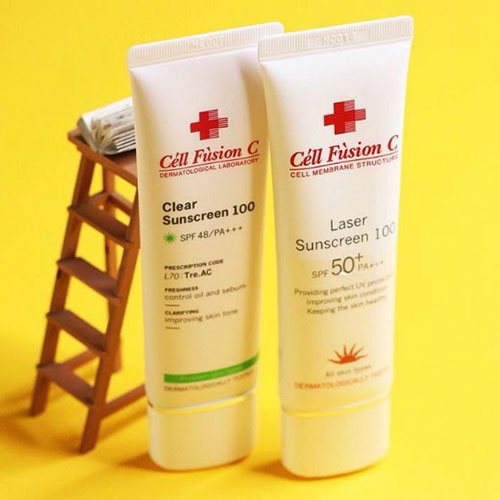 Céll Fùsion C
DERMATOLOGICAL LABORATORY
Clear
Sunscreen 100
SPF 48/PA+++
PRESCRIPTION CODE
L70: Tre.AC
FRESHNESS
control oil and sebum
CLARIFYING
improving skin tone
DERMATOLOGICALLY TESTED
Céll Fùsion C
CELL MEMBRANE STRUCTURE
Laser
Sunscreen 100
SPF 50+ PA+++
Providing perfect UV protection
Improving skin condition
Keeping the skin healthy
All skin types
DERMATOLOGICALLY TESTED